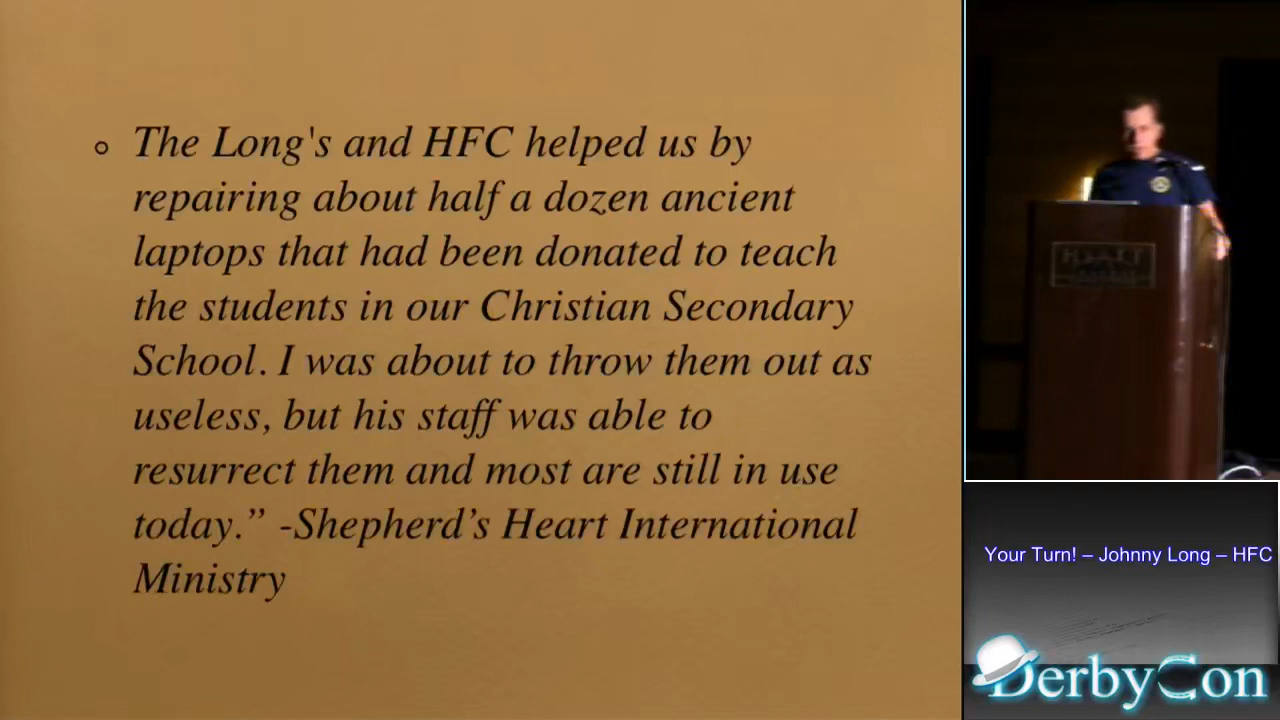 The Long's and HFC helped us by
repairing about half a dozen ancient
laptops that had been donated to teach
the students in our Christian Secondary
School. I was about to throw them out as
useless, but his staff was able to
resurrect them and most are still in use
today.” -Shepherd’s Heart International
Ministry
HYATT
Your Turn! – Johnny Long – HFC
DerbyCon